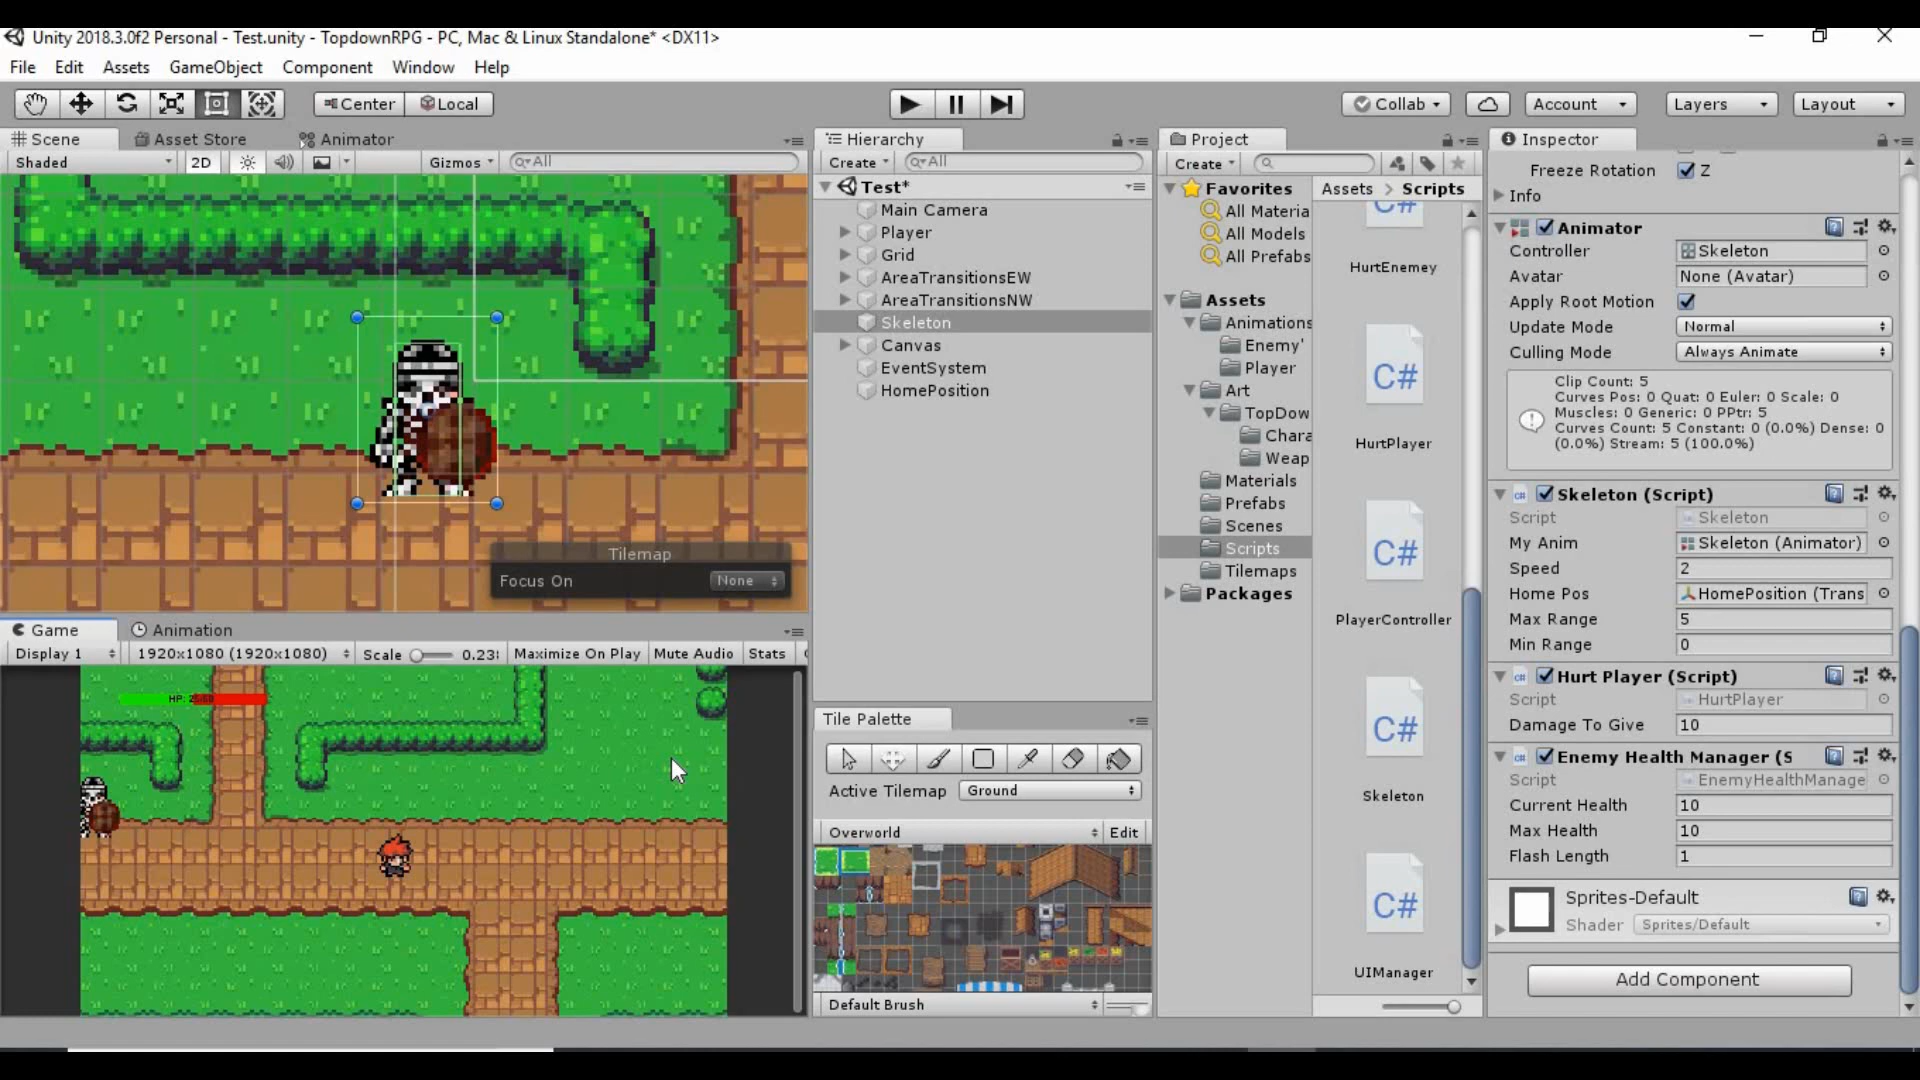 Unity 2018.3.0f2 Personal - Test.unity - TopdownRPG - PC, Mac & Linux Standalone* <DX11>
File Edit Assets GameObject Component Window Help
Center Local Collab Account Layers Layout
Scene Asset Store Animator
Shaded 2D Gizmos All
Tilemap
Focus On None
Game Animation
Display 1 1920x1080 (1920x1080) Scale 0.23 Maximize On Play Mute Audio Stats
Hierarchy
Create All
Test*
Main Camera
Player
Grid
AreaTransitionsEW
AreaTransitionsNW
Skeleton
Canvas
EventSystem
HomePosition
Tile Palette
Active Tilemap Ground
Overworld Edit
Default Brush
Project
Create
Favorites
All Materia
All Models
All Prefabs
Assets
Animations
Enemy'
Player
Art
TopDow
Chara
Weap
Materials
Prefabs
Scenes
Scripts
Tilemaps
Packages
Assets > Scripts
C#
HurtEnemey
C#
HurtPlayer
C#
PlayerController
C#
Skeleton
C#
UIManager
Inspector
Freeze Rotation Z
Info
Animator
Controller Skeleton
Avatar None (Avatar)
Apply Root Motion
Update Mode Normal
Culling Mode Always Animate
Clip Count: 5
Curves Pos: 0 Quat: 0 Euler: 0 Scale: 0
Muscles: 0 Generic: 0 PPtr: 5
Curves Count: 5 Constant: 0 (0.0%) Dense: 0
(0.0%) Stream: 5 (100.0%)
Skeleton (Script)
Script Skeleton
My Anim Skeleton (Animator)
Speed 2
Home Pos HomePosition (Trans
Max Range 5
Min Range 0
Hurt Player (Script)
Script HurtPlayer
Damage To Give 10
Enemy Health Manager (S
Script EnemyHealthManage
Current Health 10
Max Health 10
Flash Length 1
Sprites-Default
Shader Sprites/Default
Add Component